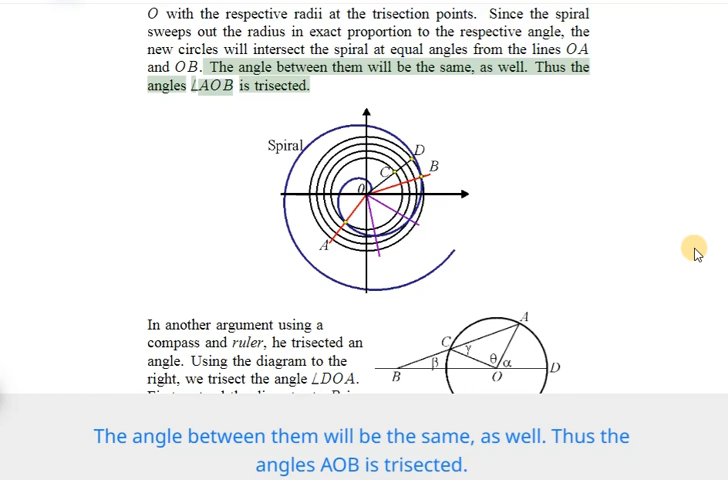 O with the respective radii at the trisection points. Since the spiral
sweeps out the radius in exact proportion to the respective angle, the
new circles will intersect the spiral at equal angles from the lines OA
and OB. The angle between them will be the same, as well. Thus the
angles ∠AOB is trisected.
Spiral
D
B
C
O
A
In another argument using a
compass and ruler, he trisected an
angle. Using the diagram to the
right, we trisect the angle ∠DOA.
A
C
γ
β
θ
α
D
B
O
The angle between them will be the same, as well. Thus the
angles AOB is trisected.